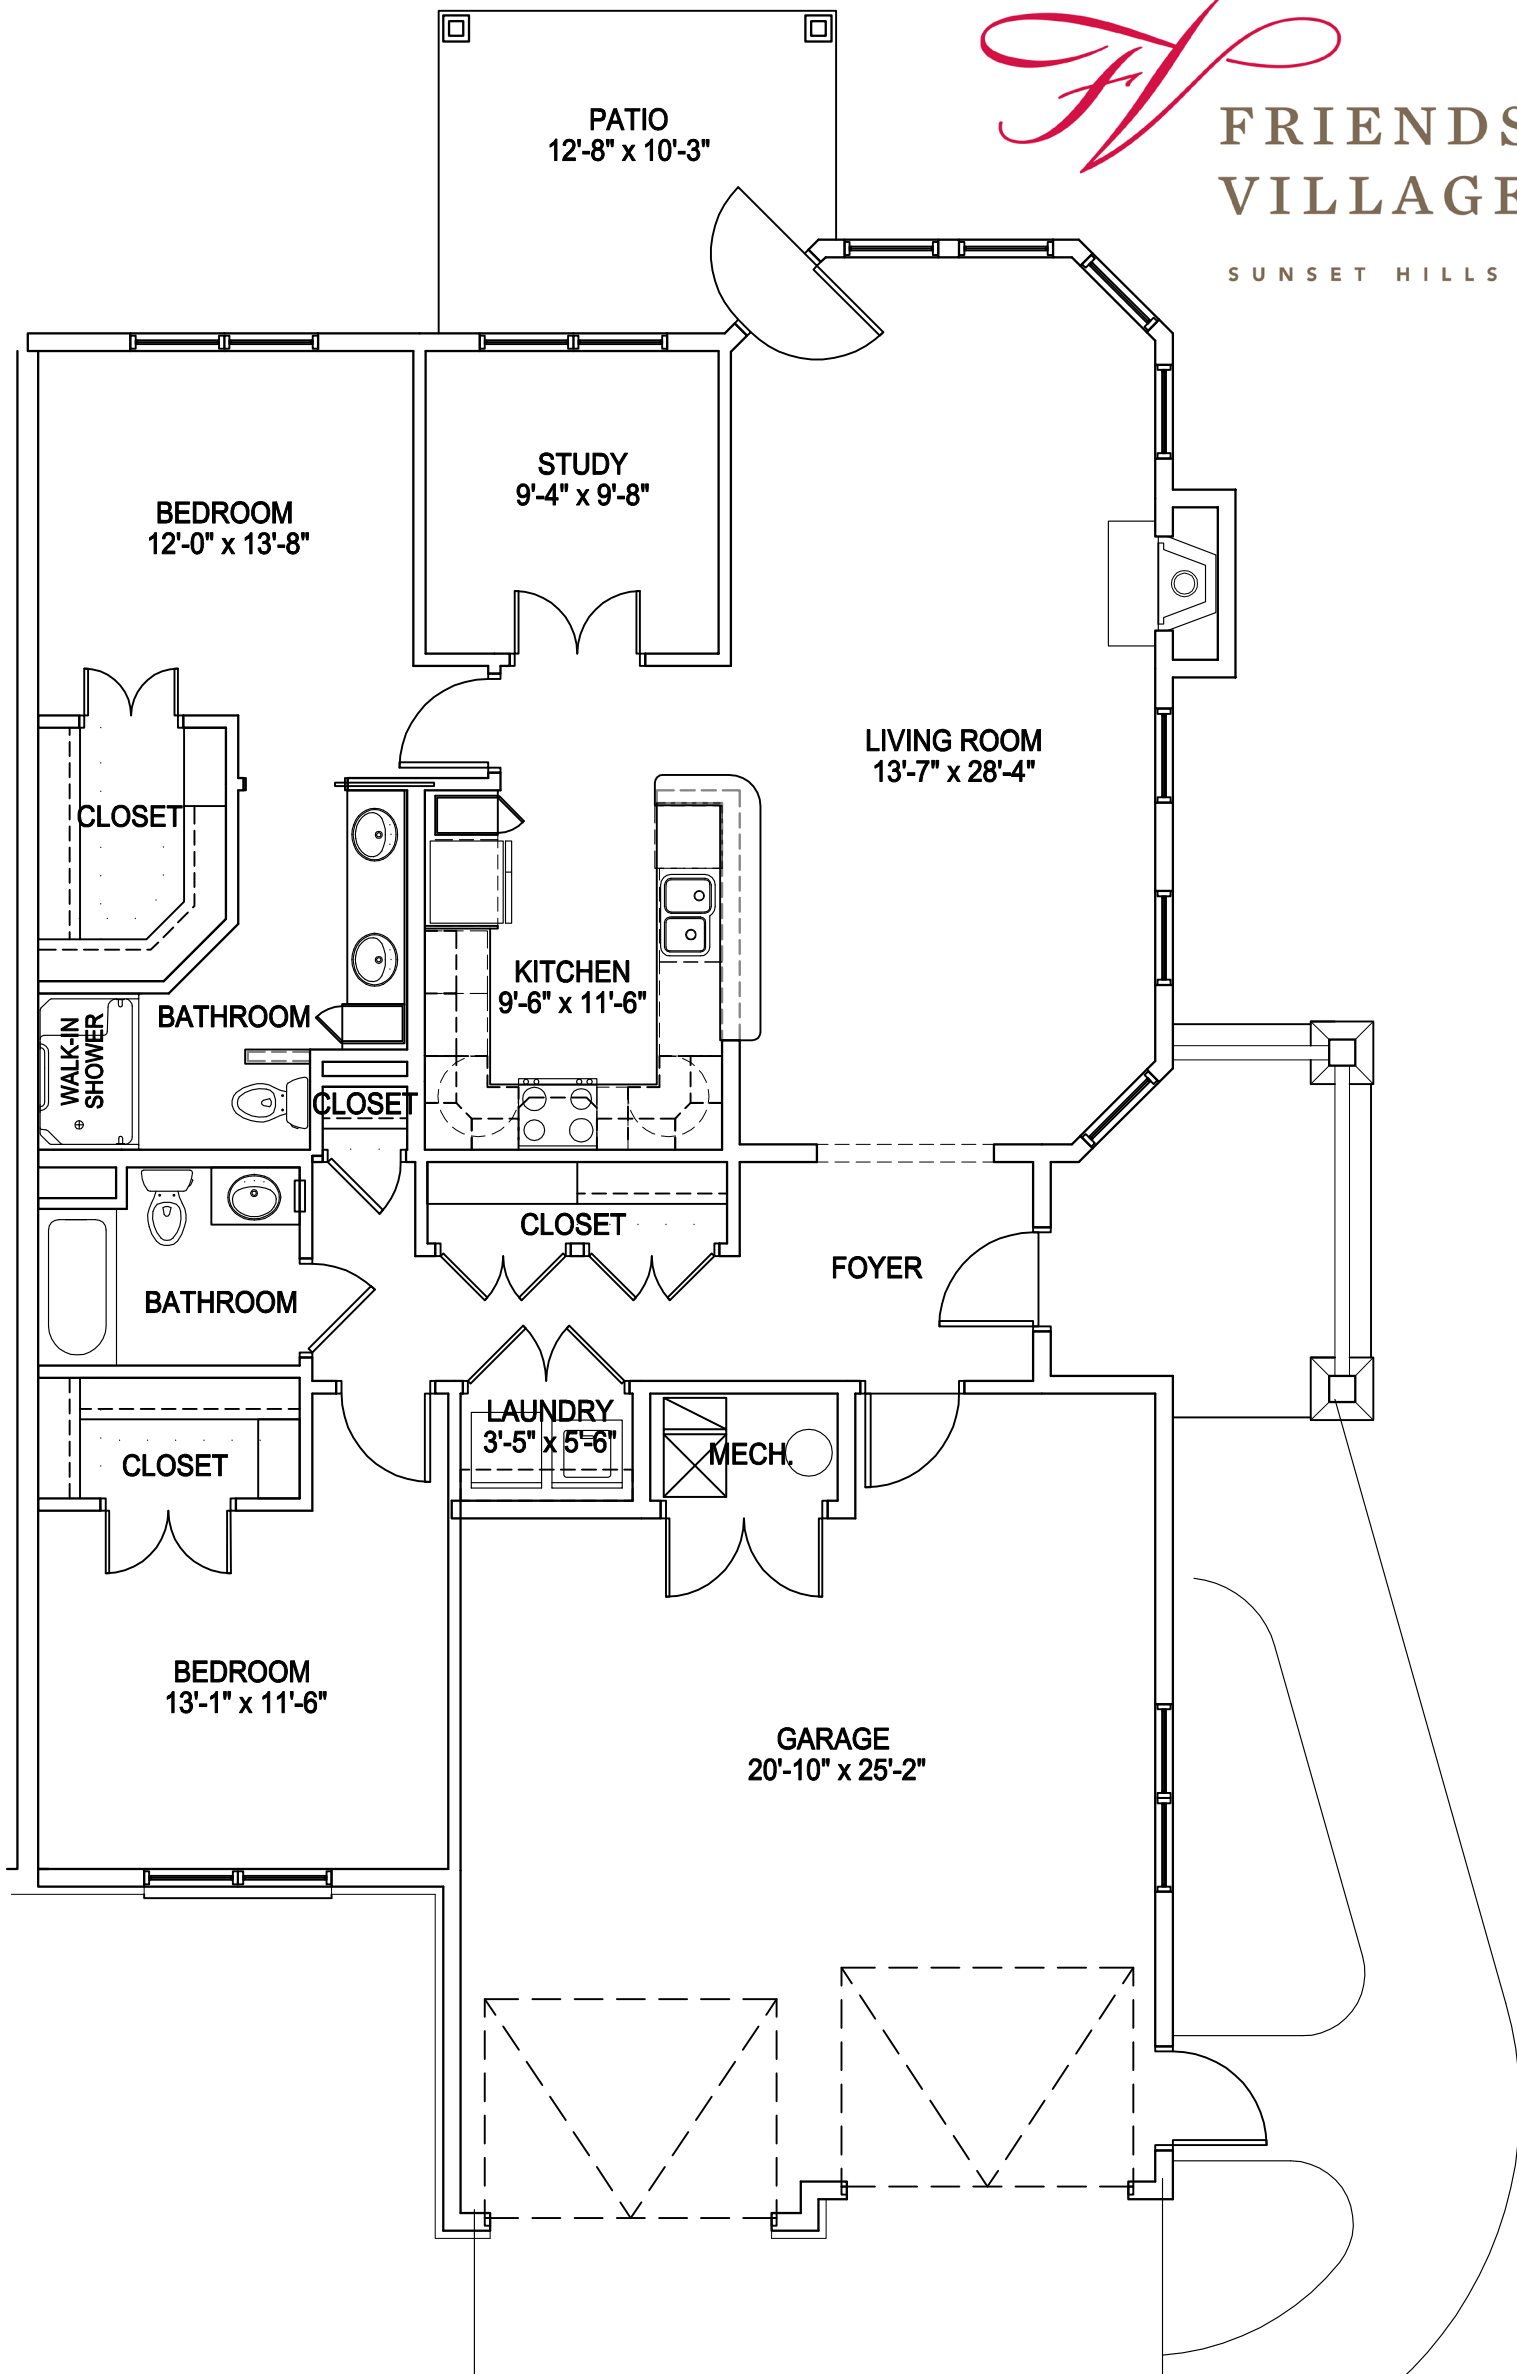 FRIENDS
VILLAGE
SUNSET HILLS
PATIO
12'-8" x 10'-3"
STUDY
9'-4" x 9'-8"
BEDROOM
12'-0" x 13'-8"
LIVING ROOM
13'-7" x 28'-4"
CLOSET
KITCHEN
9'-6" x 11'-6"
BATHROOM
WALK-IN
SHOWER
CLOSET
CLOSET
FOYER
BATHROOM
LAUNDRY
3'-5" x 5'-6"
MECH.
CLOSET
BEDROOM
13'-1" x 11'-6"
GARAGE
20'-10" x 25'-2"